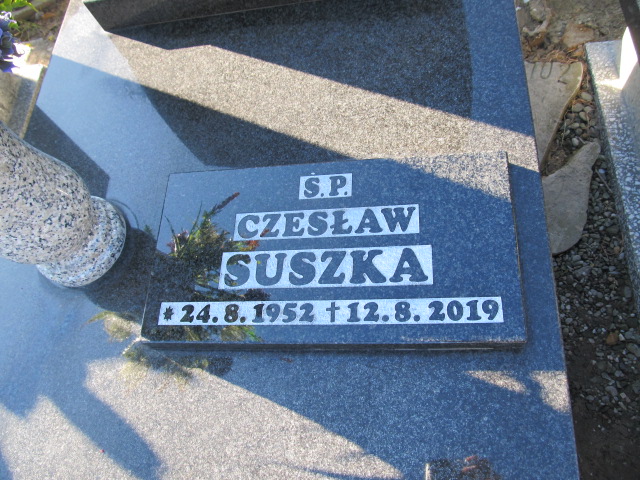 Ś.P.
CZESŁAW
SUSZKA
* 24.8.1952 † 12.8.2019